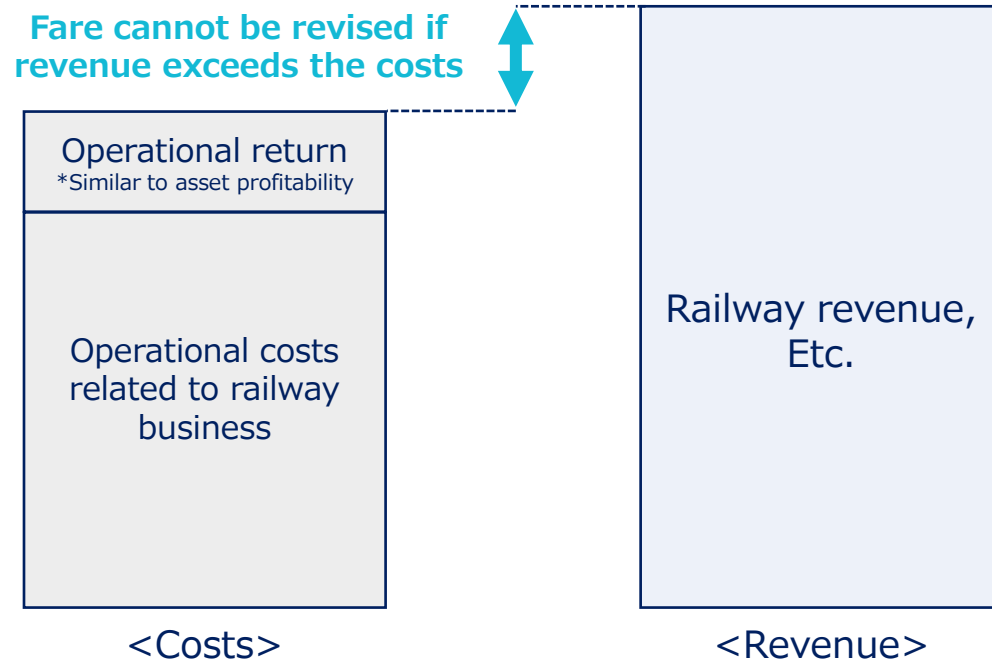 Fare cannot be revised if
revenue exceeds the costs
Operational return
*Similar to asset profitability
Operational costs
related to railway
business
Railway revenue,
Etc.
<Costs>
<Revenue>